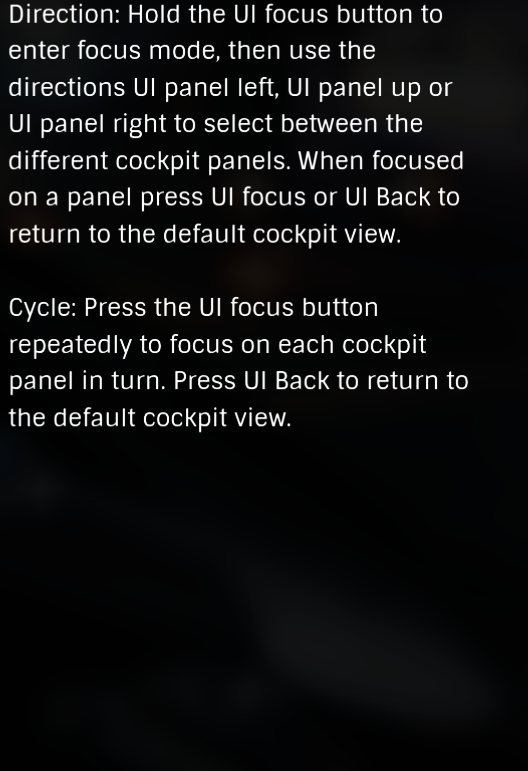 Direction: Hold the UI focus button to
enter focus mode, then use the
directions UI panel left, UI panel up or
UI panel right to select between the
different cockpit panels. When focused
on a panel press UI focus or UI Back to
return to the default cockpit view.
Cycle: Press the UI focus button
repeatedly to focus on each cockpit
panel in turn. Press UI Back to return to
the default cockpit view.